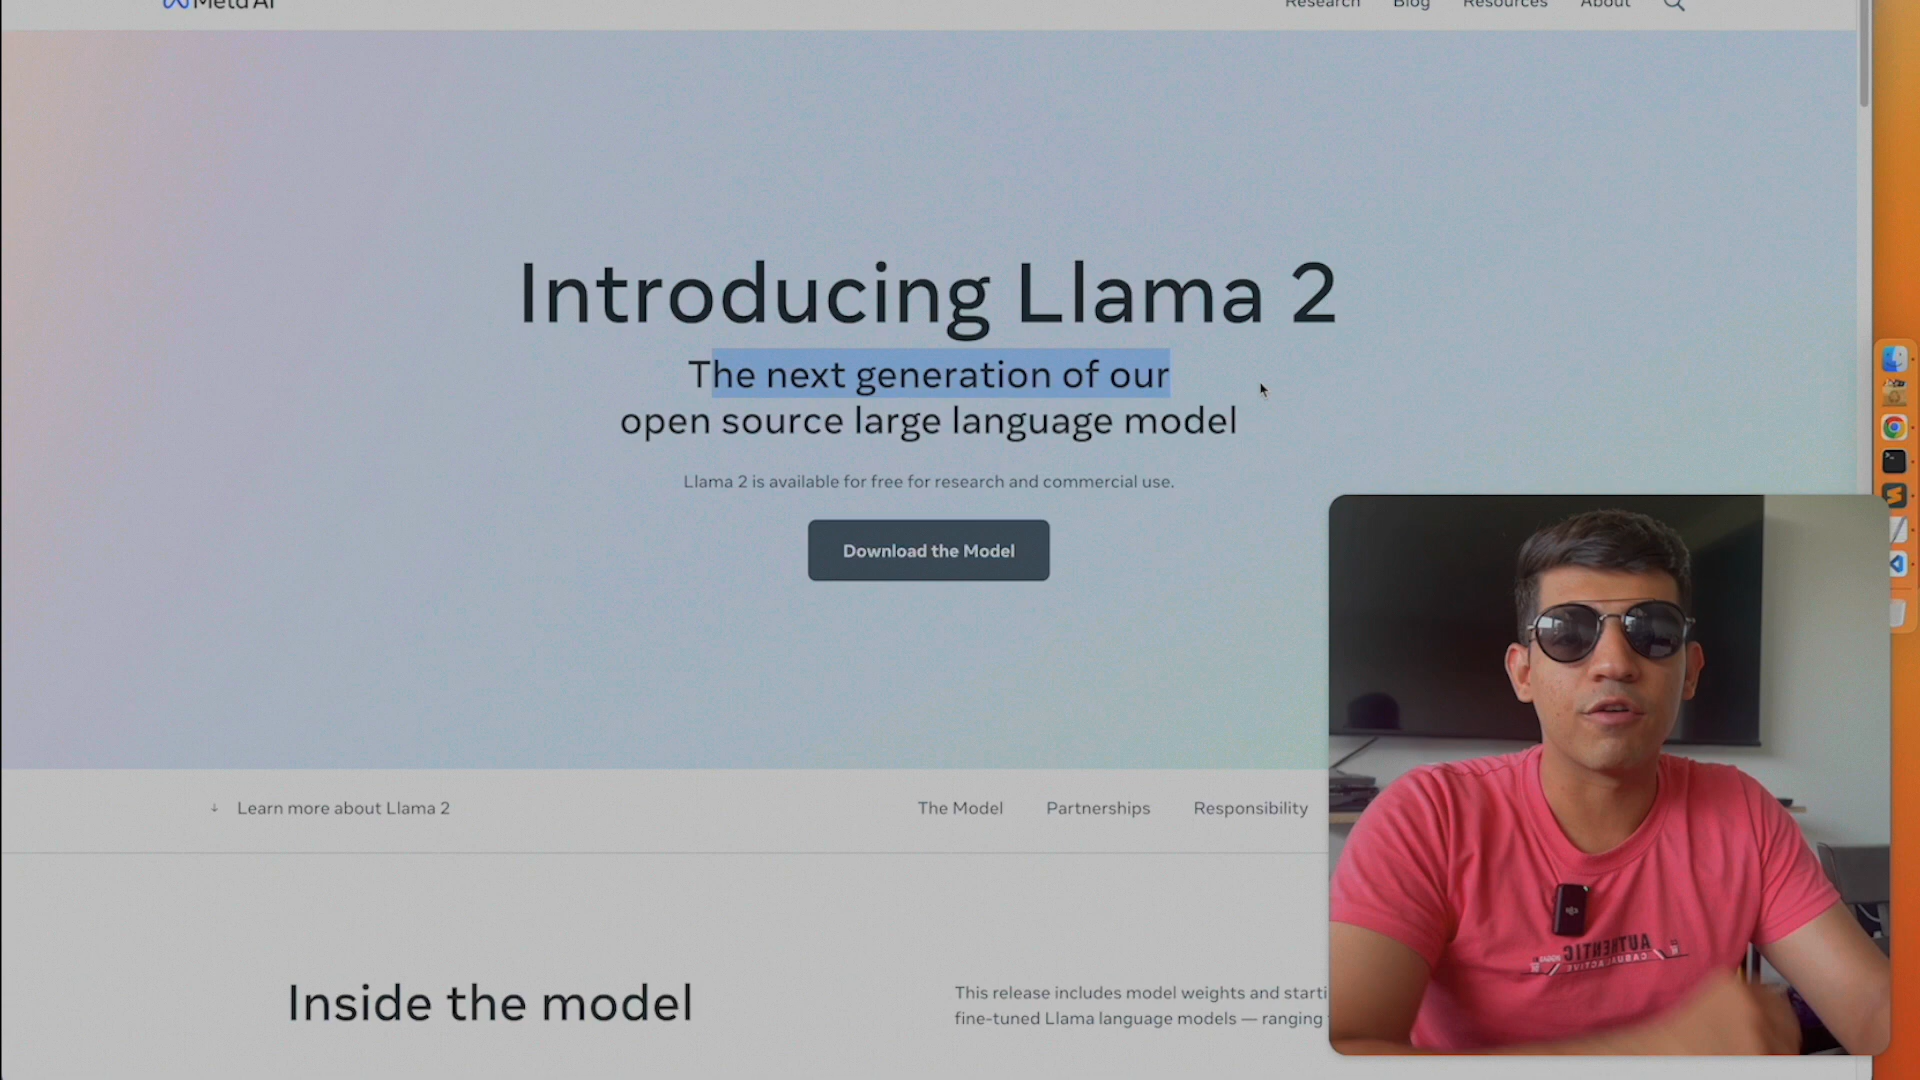 Meta AI
Research
Blog
Resources
About
Introducing Llama 2
The next generation of our
open source large language model
Llama 2 is available for free for research and commercial use.
Download the Model
↓ Learn more about Llama 2
The Model
Partnerships
Responsibility
Inside the model
This release includes model weights and starti
fine-tuned Llama language models — ranging
AUTHENTIC
CASUAL ACTIVE